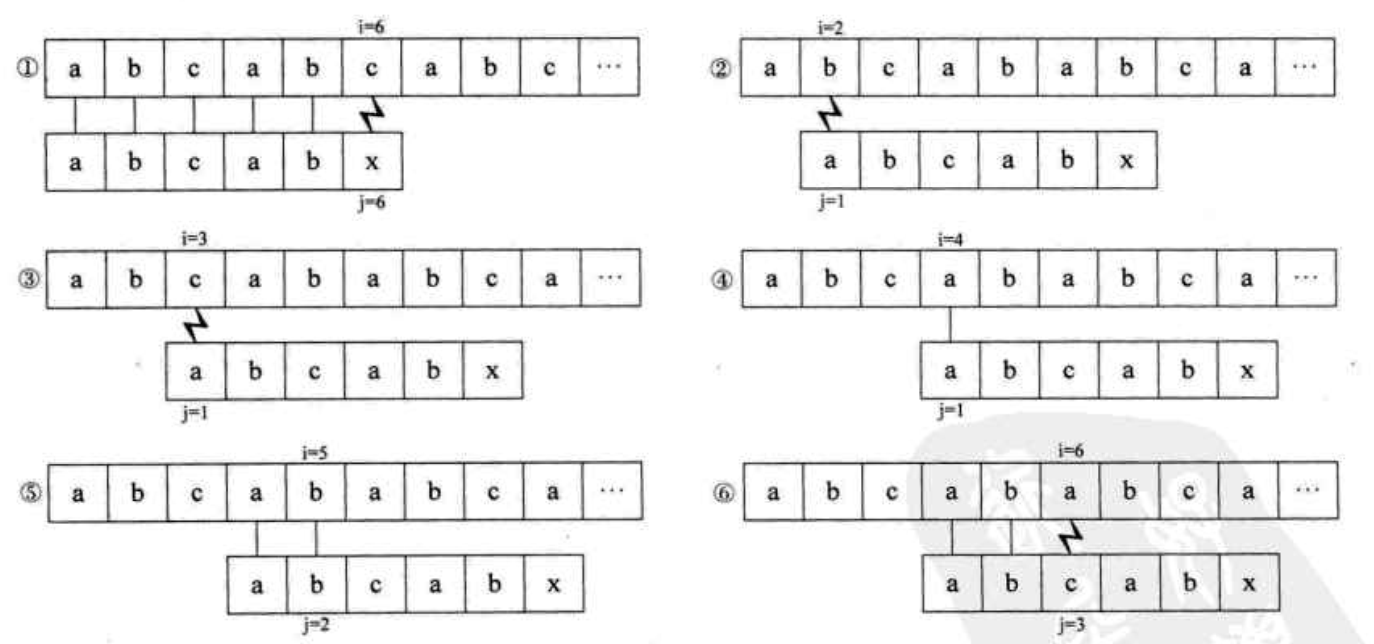 i=6
① a b c a b c a b c …
a b c a b x
j=6
i=2
② a b c a b a b c a …
a b c a b x
j=1
i=3
③ a b c a b a b c a …
a b c a b x
j=1
i=4
④ a b c a b a b c a …
a b c a b x
j=1
i=5
⑤ a b c a b a b c a …
a b c a b x
j=2
i=6
⑥ a b c a b a b c a …
a b c a b x
j=3